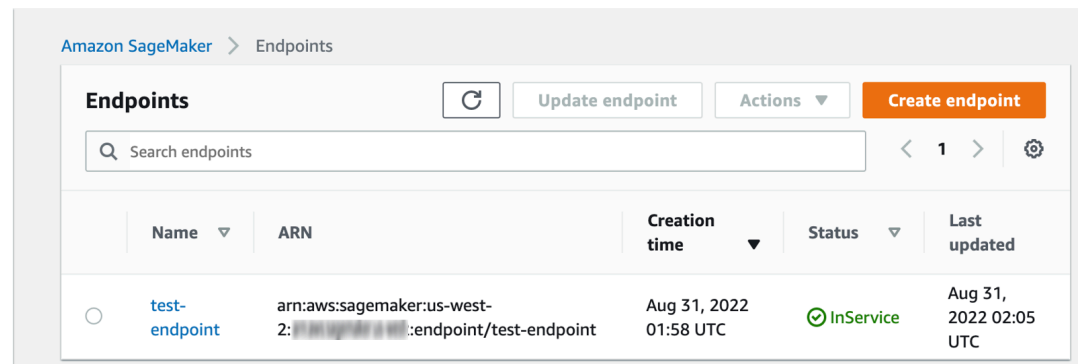 Amazon SageMaker > Endpoints
Endpoints
Update endpoint
Actions
Create endpoint
Search endpoints
1
Name
ARN
Creation
time
Status
Last
updated
test-
endpoint
arn:aws:sagemaker:us-west-
2: :endpoint/test-endpoint
Aug 31, 2022
01:58 UTC
InService
Aug 31,
2022 02:05
UTC